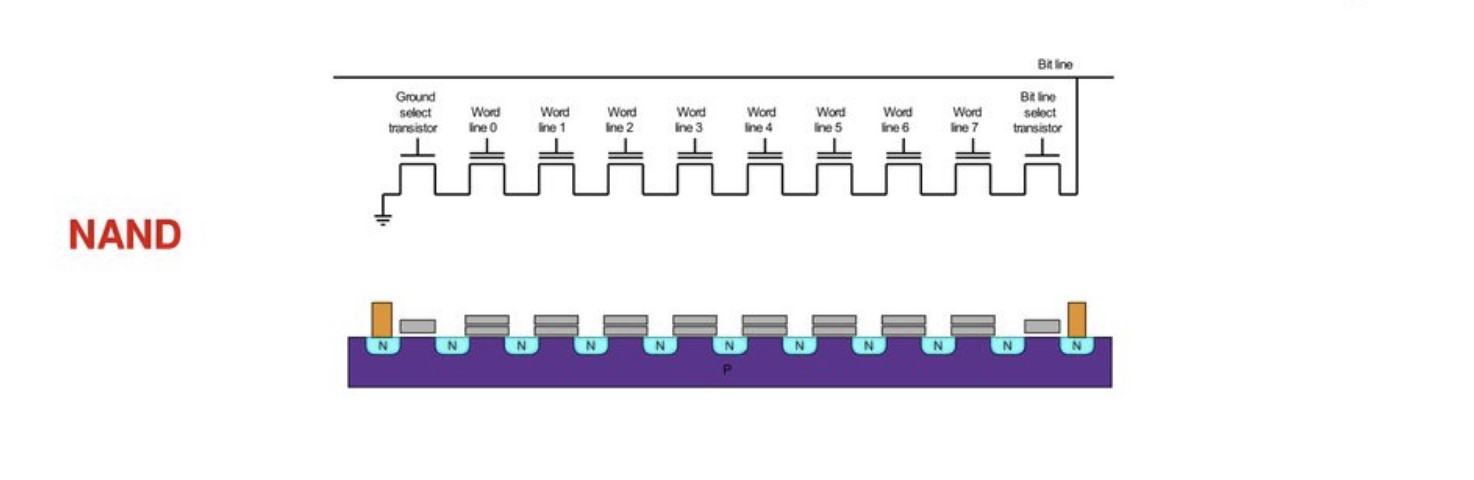 Bit line
Ground
select
transistor
Word
line 0
Word
line 1
Word
line 2
Word
line 3
Word
line 4
Word
line 5
Word
line 6
Word
line 7
Bit line
select
transistor
NAND
N
N
N
N
N
N
N
N
N
N
N
P